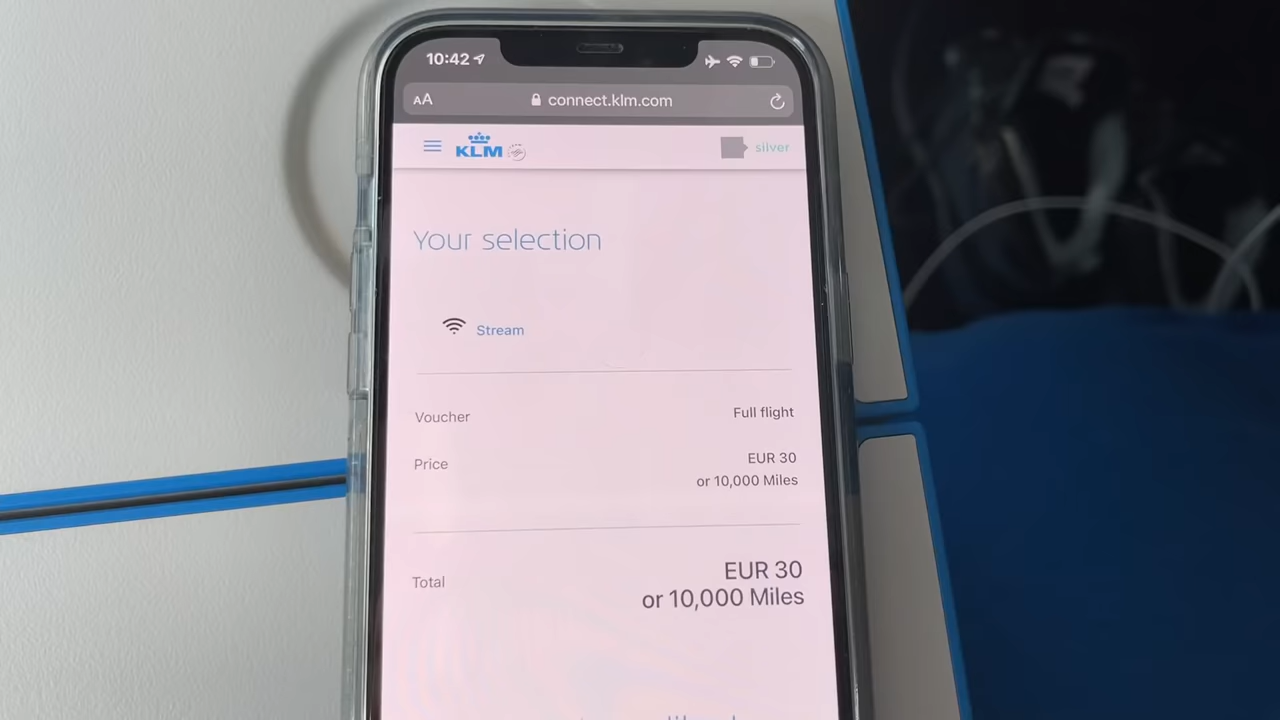 10:42
AA connect.klm.com
KLM silver
Your selection
Stream
Voucher Full flight
Price EUR 30
or 10,000 Miles
Total EUR 30
or 10,000 Miles